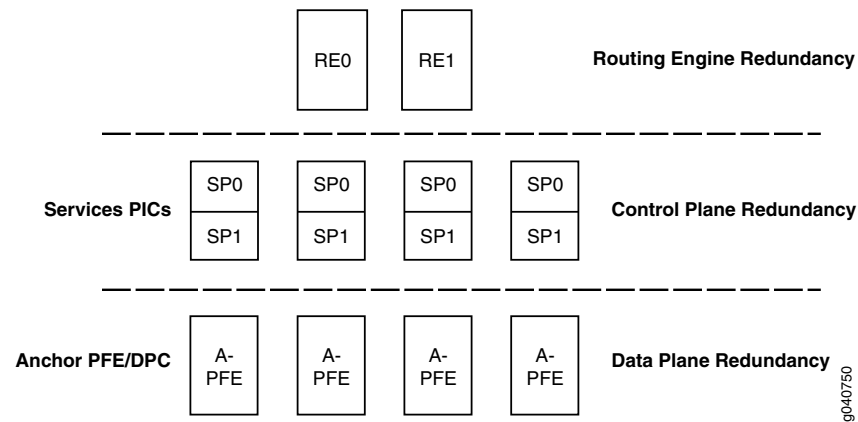 RE0 RE1 Routing Engine Redundancy
SP0 SP0 SP0 SP0
Services PICs Control Plane Redundancy
SP1 SP1 SP1 SP1
Anchor PFE/DPC A-PFE A-PFE A-PFE A-PFE Data Plane Redundancy
g040750